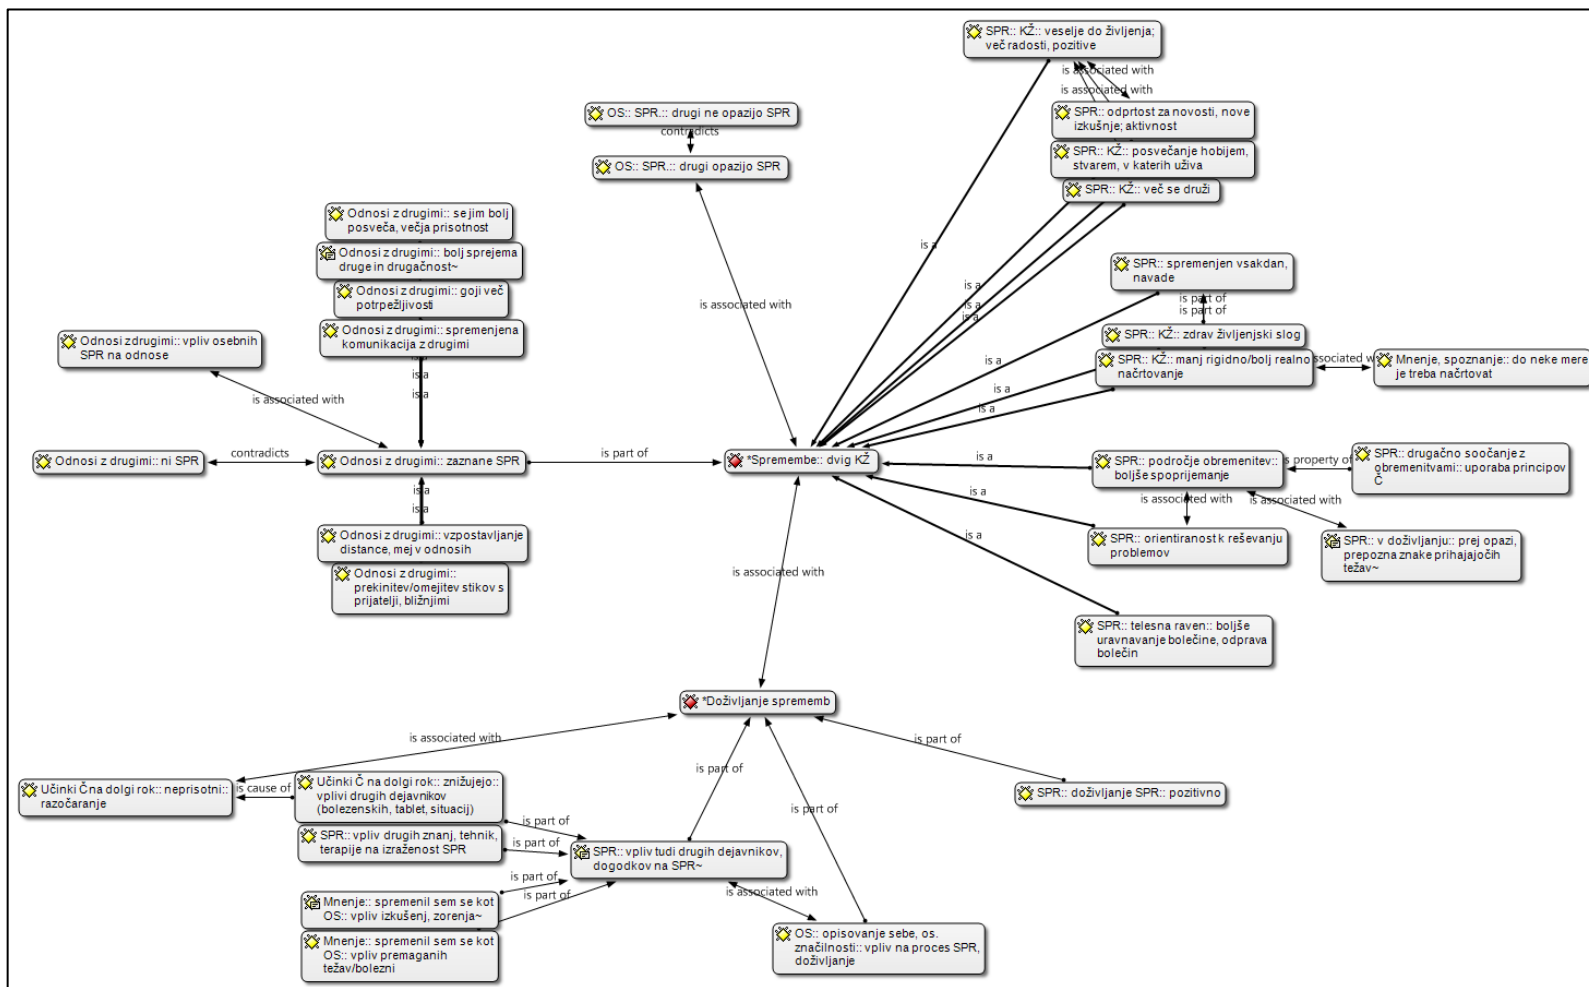 SPR:: KŽ:: veselje do življenja;
več radosti, pozitive
is associated with
is associated with
OS:: SPR.:: drugi ne opazijo SPR
contradicts
OS:: SPR.:: drugi opazijo SPR
SPR:: odprtost za novosti, nove
izkušnje; aktivnost
SPR:: KŽ:: posvečanje hobijem,
stvarem, v katerih uživa
SPR:: KŽ:: več se druži
Odnosi z drugimi:: se jim bolj
posveča, večja prisotnost
Odnosi z drugimi:: bolj sprejema
druge in drugačnost~
Odnosi z drugimi:: goji več
potrpežljivosti
Odnosi z drugimi:: spremenjena
komunikacija z drugimi
is a
is a
Odnosi zdrugimi:: vpliv osebnih
SPR na odnose
is associated with
is associated with
is a
is a
is a
is a
SPR:: spremenjen vsakdan,
navade
is part of
is part of
SPR:: KŽ:: zdrav življenjski slog
SPR:: KŽ:: manj rigidno/bolj realno
načrtovanje
associated w
Mnenje, spoznanje:: do neke mere
je treba načrtovat
is a
is a
is a
Odnosi z drugimi:: ni SPR
contradicts
Odnosi z drugimi:: zaznane SPR
is part of
*Spremembe:: dvig KŽ
is a
SPR:: področje obremenitev::
boljše spoprijemanje
is property of
SPR:: drugačno soočanje z
obremenitvami:: uporaba principov
Č
is a
is a
Odnosi z drugimi:: vzpostavljanje
distance, mej v odnosih
Odnosi z drugimi::
prekinitev/omejitev stikov s
prijatelji, bližnjimi
is associated with
is associated with
is a
SPR:: orientiranost k reševanju
problemov
SPR:: v doživljanju:: prej opazi,
prepozna znake prihajajočih
težav~
is a
is associated with
SPR:: telesna raven:: boljše
uravnavanje bolečine, odprava
bolečin
*Doživljanje sprememb
is associated with
is part of
is part of
is part of
Učinki Č na dolgi rok:: neprisotni::
razočaranje
is cause of
Učinki Č na dolgi rok:: znižujejo::
vplivi drugih dejavnikov
(bolezenskih, tablet, situacij)
SPR:: doživljanje SPR:: pozitivno
is part of
SPR:: vpliv drugih znanj, tehnik,
terapije na izraženost SPR
is part of
SPR:: vpliv tudi drugih dejavnikov,
dogodkov na SPR~
is part of
is part of
is associated with
Mnenje:: spremenil sem se kot
OS:: vpliv izkušenj, zorenja~
Mnenje:: spremenil sem se kot
OS:: vpliv premaganih
težav/bolezni
OS:: opisovanje sebe, os.
značilnosti:: vpliv na proces SPR,
doživljanje